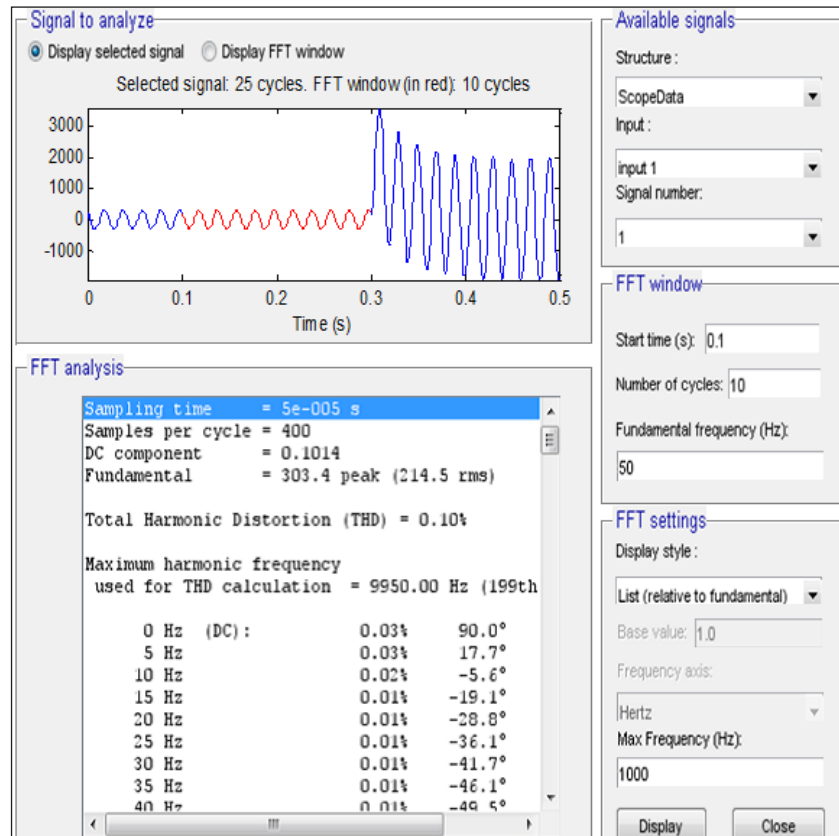 Signal to analyze
Display selected signal Display FFT window
Selected signal: 25 cycles. FFT window (in red): 10 cycles
3000
2000
1000
0
-1000
0 0.1 0.2 0.3 0.4 0.5
Time (s)
FFT analysis
Sampling time = 5e-005 s
Samples per cycle = 400
DC component = 0.1014
Fundamental = 303.4 peak (214.5 rms)
Total Harmonic Distortion (THD) = 0.10%
Maximum harmonic frequency
used for THD calculation = 9950.00 Hz (199th
0 Hz (DC): 0.03% 90.0°
5 Hz 0.03% 17.7°
10 Hz 0.02% -5.6°
15 Hz 0.01% -19.1°
20 Hz 0.01% -28.8°
25 Hz 0.01% -36.1°
30 Hz 0.01% -41.7°
35 Hz 0.01% -46.1°
40 Hz 0.01% -49.5°
Available signals
Structure :
ScopeData
Input :
input 1
Signal number:
1
FFT window
Start time (s): 0.1
Number of cycles: 10
Fundamental frequency (Hz):
50
FFT settings
Display style :
List (relative to fundamental)
Base value: 1.0
Frequency axis:
Hertz
Max Frequency (Hz):
1000
Display Close